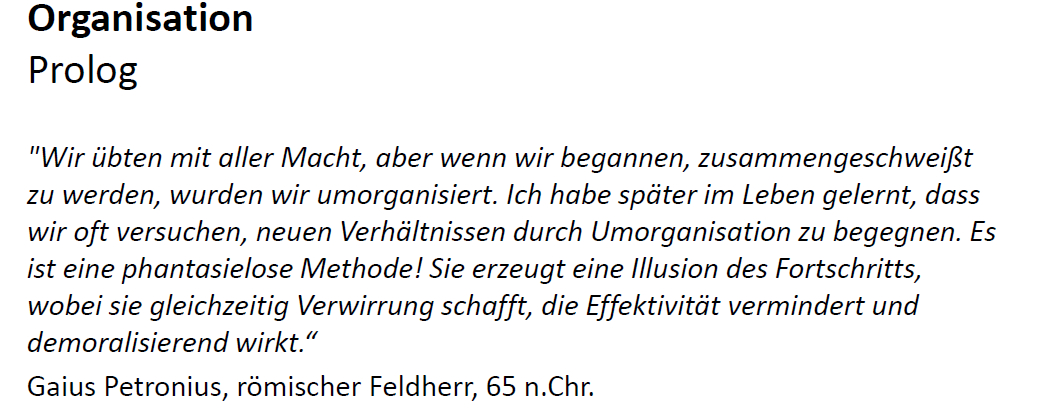 Organisation
Prolog
"Wir übten mit aller Macht, aber wenn wir begannen, zusammengeschweißt
zu werden, wurden wir umorganisiert. Ich habe später im Leben gelernt, dass
wir oft versuchen, neuen Verhältnissen durch Umorganisation zu begegnen. Es
ist eine phantasielose Methode! Sie erzeugt eine Illusion des Fortschritts,
wobei sie gleichzeitig Verwirrung schafft, die Effektivität vermindert und
demoralisierend wirkt.“
Gaius Petronius, römischer Feldherr, 65 n.Chr.